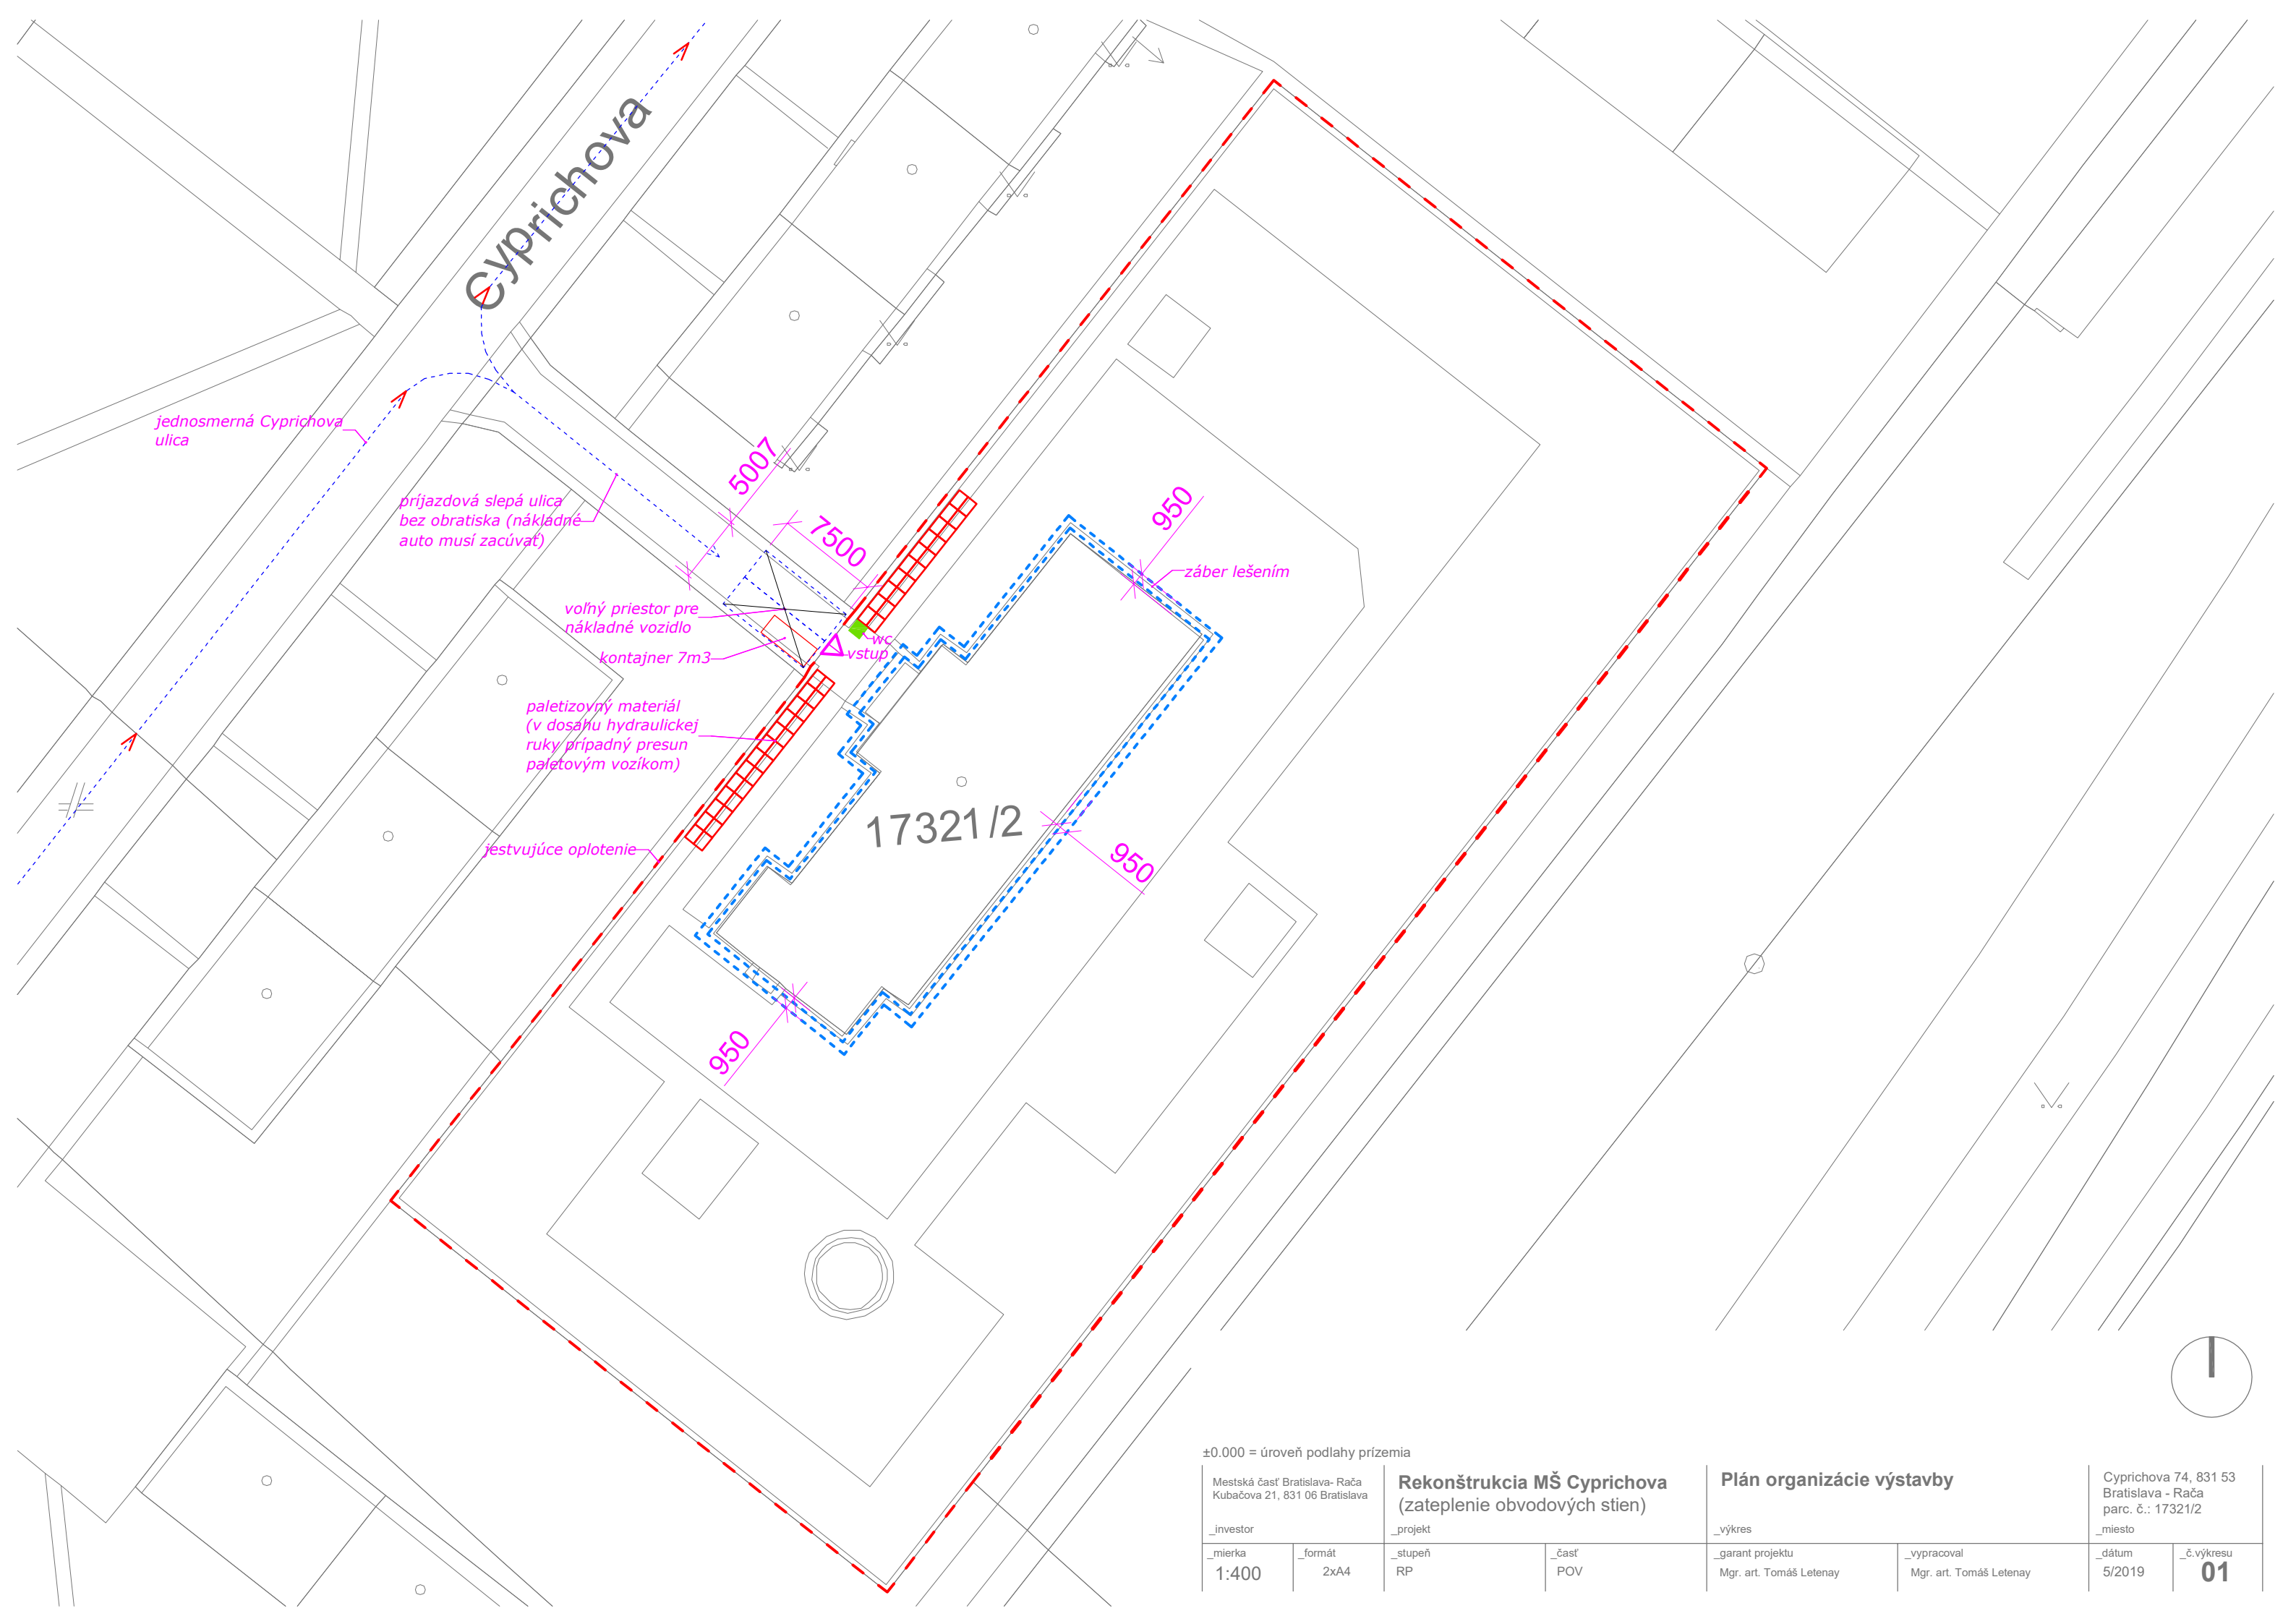 Cyprichova
jednosmerná Cyprichova
ulica
príjazdová slepá ulica
bez obratiska (nákladné
auto musí zacúvať)
5007
7500
950
záber lešením
voľný priestor pre
nákladné vozidlo
wc
vstup
kontajner 7m3
paletizovný materiál
(v dosahu hydraulickej
ruky prípadný presun
paletovým vozíkom)
17321/2
jestvujúce oplotenie
950
950
±0.000 = úroveň podlahy prízemia
Mestská časť Bratislava- Rača
Kubačova 21, 831 06 Bratislava
_investor
Rekonštrukcia MŠ Cyprichova
(zateplenie obvodových stien)
_projekt
Plán organizácie výstavby
_výkres
Cyprichova 74, 831 53
Bratislava - Rača
parc. č.: 17321/2
_miesto
_mierka
1:400
_formát
2xA4
_stupeň
RP
_časť
POV
_garant projektu
Mgr. art. Tomáš Letenay
_vypracoval
Mgr. art. Tomáš Letenay
_dátum
5/2019
_č.výkresu
01